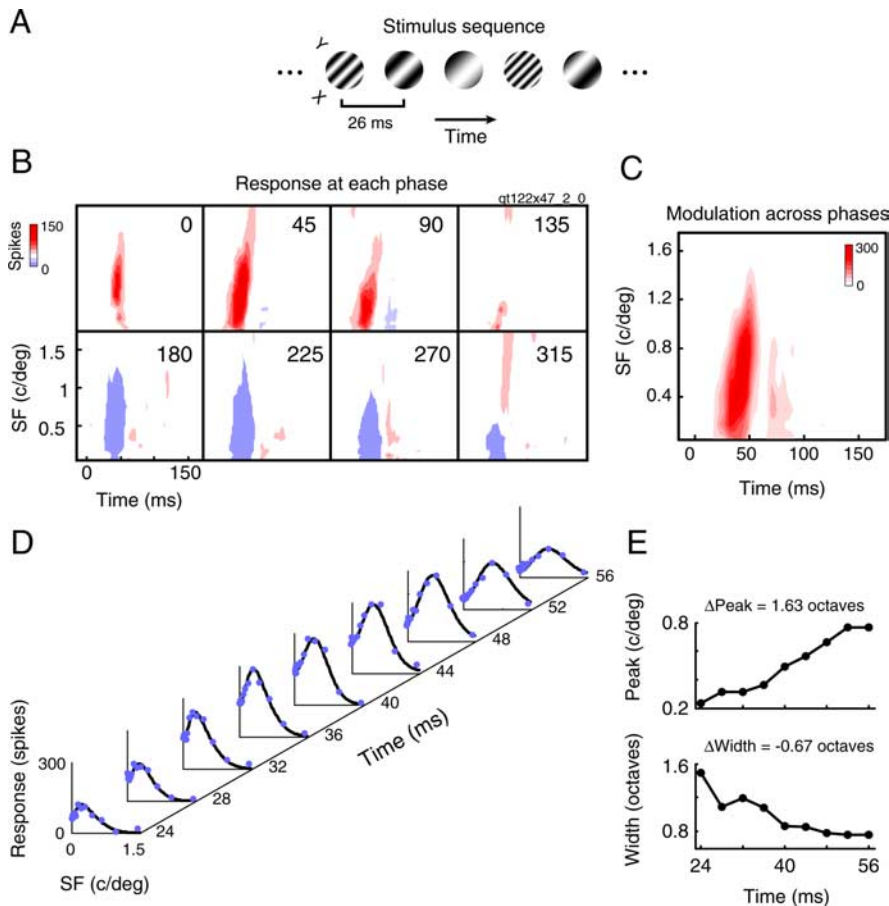 A
Stimulus sequence
Y
...
...
X
26 ms
Time
B
Response at each phase
qt122x47_2_0
Spikes
150
0
0
45
90
135
180
225
270
315
SF (c/deg)
1.5
1
0.5
0
150
Time (ms)
C
Modulation across phases
300
0
SF (c/deg)
1.6
1.2
0.8
0.4
0
50
100
150
Time (ms)
D
Response (spikes)
300
0
0
1.5
SF (c/deg)
24
28
32
36
40
44
48
52
56
Time (ms)
E
ΔPeak = 1.63 octaves
Peak (c/deg)
0.8
0.2
ΔWidth = -0.67 octaves
Width (octaves)
1.6
0.8
24
40
56
Time (ms)